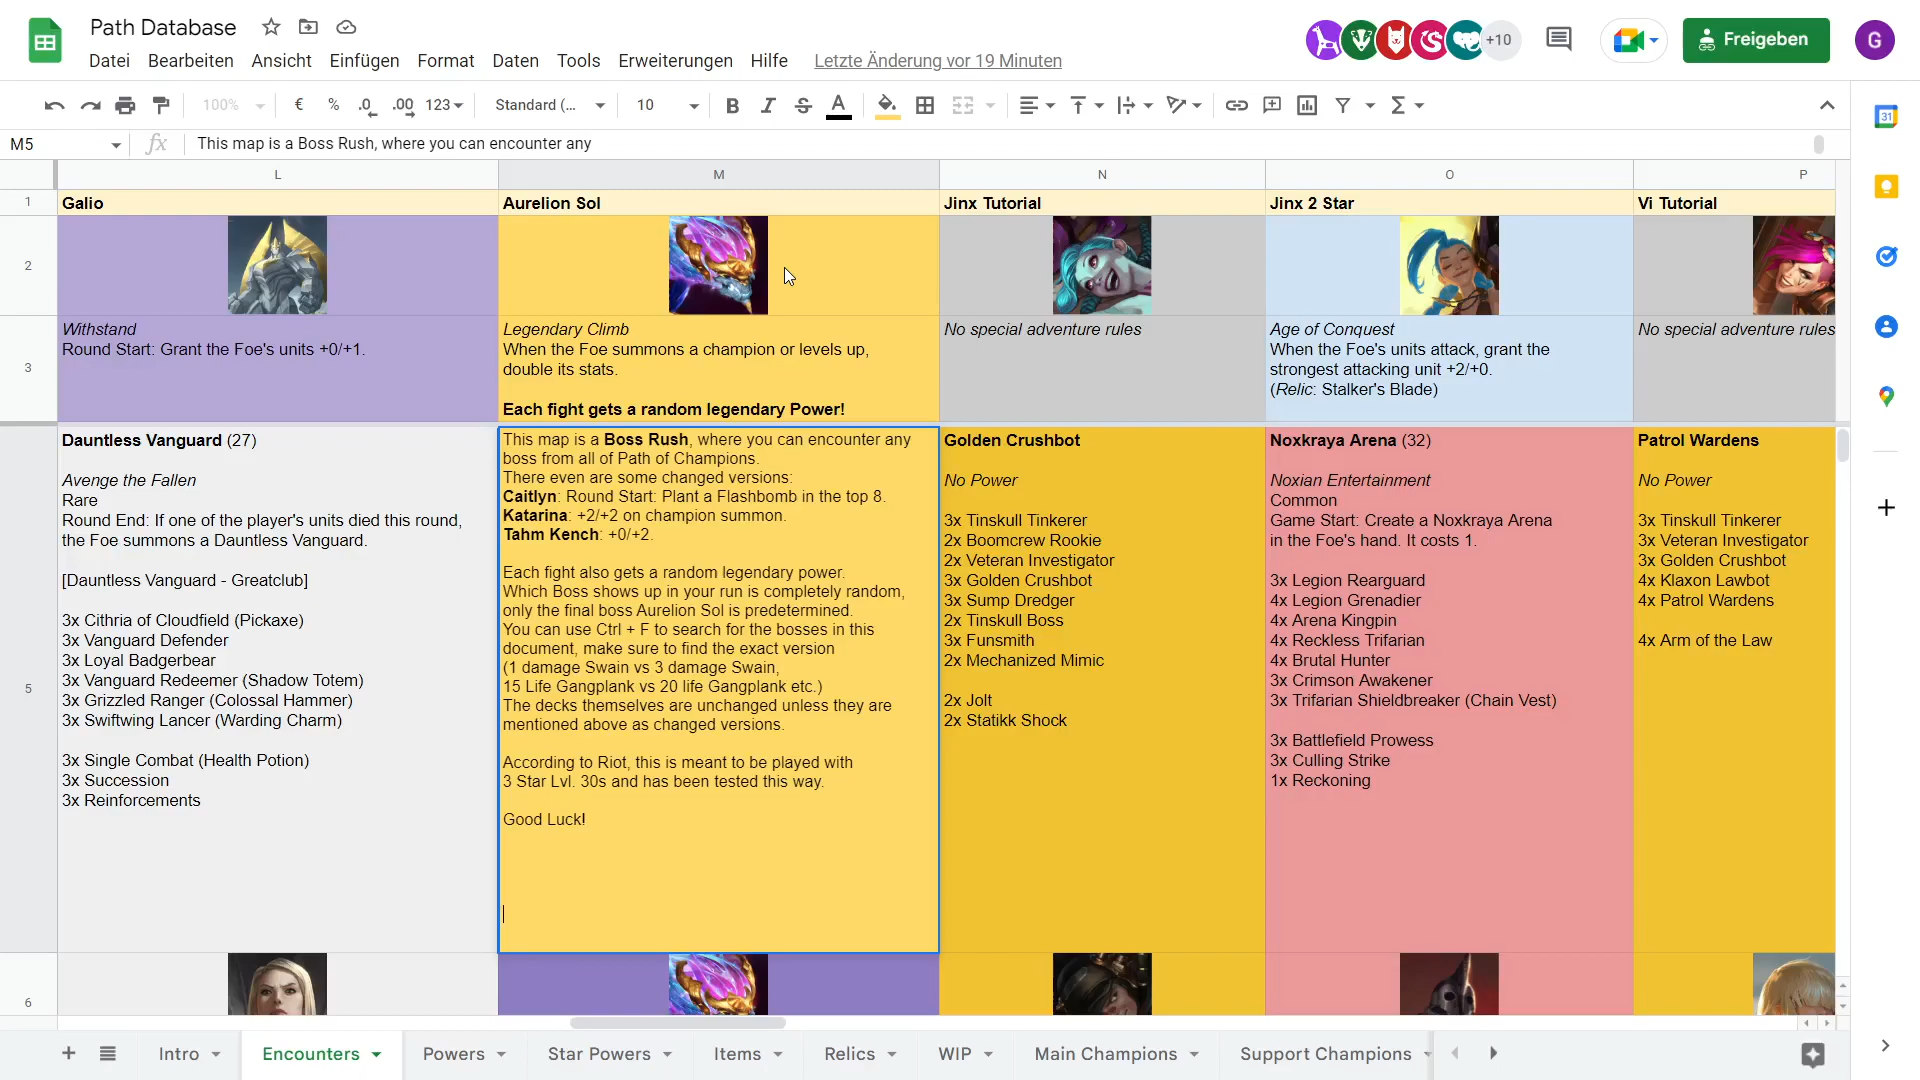 Path Database
+10
Freigeben
G
Datei Bearbeiten Ansicht Einfügen Format Daten Tools Erweiterungen Hilfe Letzte Änderung vor 19 Minuten
100% € % .0 .00 123 Standard (... 10 B I S A Σ
31
M5 fx This map is a Boss Rush, where you can encounter any
L M N O P
1 Galio Aurelion Sol Jinx Tutorial Jinx 2 Star Vi Tutorial
2
3
Withstand
Round Start: Grant the Foe's units +0/+1.
Legendary Climb
When the Foe summons a champion or levels up,
double its stats.
Each fight gets a random legendary Power!
No special adventure rules
Age of Conquest
When the Foe's units attack, grant the
strongest attacking unit +2/+0.
(Relic: Stalker's Blade)
No special adventure rules
5
Dauntless Vanguard (27)
Avenge the Fallen
Rare
Round End: If one of the player's units died this round,
the Foe summons a Dauntless Vanguard.
[Dauntless Vanguard - Greatclub]
3x Cithria of Cloudfield (Pickaxe)
3x Vanguard Defender
3x Loyal Badgerbear
3x Vanguard Redeemer (Shadow Totem)
3x Grizzled Ranger (Colossal Hammer)
3x Swiftwing Lancer (Warding Charm)
3x Single Combat (Health Potion)
3x Succession
3x Reinforcements
This map is a Boss Rush, where you can encounter any
boss from all of Path of Champions.
There even are some changed versions:
Caitlyn: Round Start: Plant a Flashbomb in the top 8.
Katarina: +2/+2 on champion summon.
Tahm Kench: +0/+2.
Each fight also gets a random legendary power.
Which Boss shows up in your run is completely random,
only the final boss Aurelion Sol is predetermined.
You can use Ctrl + F to search for the bosses in this
document, make sure to find the exact version
(1 damage Swain vs 3 damage Swain,
15 Life Gangplank vs 20 life Gangplank etc.)
The decks themselves are unchanged unless they are
mentioned above as changed versions.
According to Riot, this is meant to be played with
3 Star Lvl. 30s and has been tested this way.
Good Luck!
Golden Crushbot
No Power
3x Tinskull Tinkerer
2x Boomcrew Rookie
2x Veteran Investigator
3x Golden Crushbot
3x Sump Dredger
2x Tinskull Boss
3x Funsmith
2x Mechanized Mimic
2x Jolt
2x Statikk Shock
Noxkraya Arena (32)
Noxian Entertainment
Common
Game Start: Create a Noxkraya Arena
in the Foe's hand. It costs 1.
3x Legion Rearguard
4x Legion Grenadier
4x Arena Kingpin
4x Reckless Trifarian
4x Brutal Hunter
3x Crimson Awakener
3x Trifarian Shieldbreaker (Chain Vest)
3x Battlefield Prowess
3x Culling Strike
1x Reckoning
Patrol Wardens
No Power
3x Tinskull Tinkerer
3x Veteran Investigator
3x Golden Crushbot
4x Klaxon Lawbot
4x Patrol Wardens
4x Arm of the Law
6
Intro Encounters Powers Star Powers Items Relics WIP Main Champions Support Champions